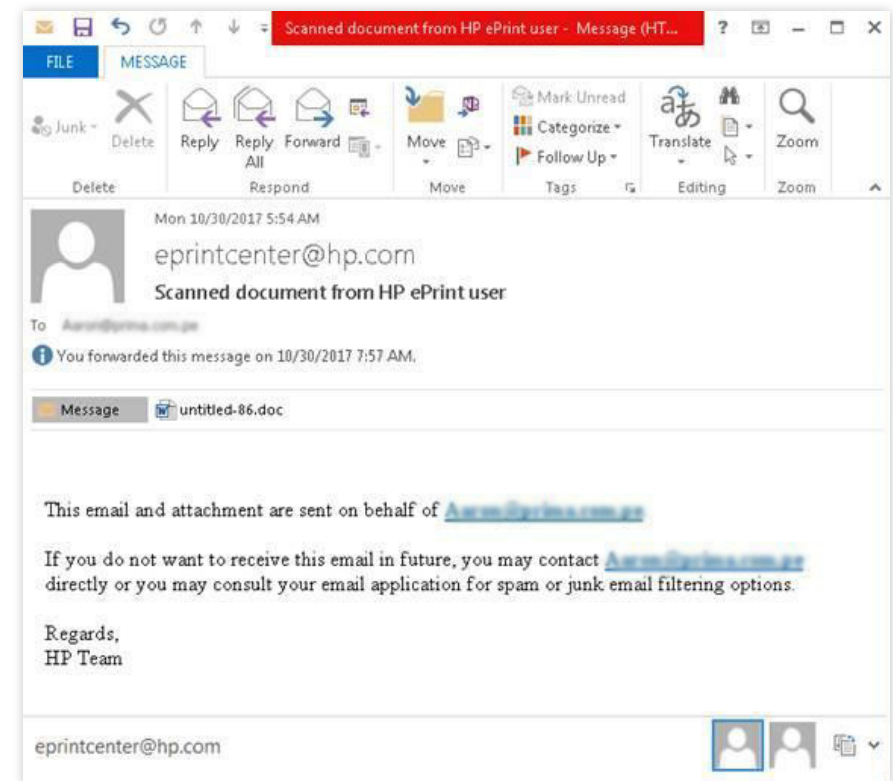 Scanned document from HP ePrint user - Message (HT...
FILE MESSAGE
Junk
Delete
Reply
Reply All
Forward
Move
Mark Unread
Categorize
Follow Up
Translate
Zoom
Delete Respond Move Tags Editing Zoom
Mon 10/30/2017 5:54 AM
eprintcenter@hp.com
Scanned document from HP ePrint user
To
You forwarded this message on 10/30/2017 7:57 AM.
Message untitled-86.doc
This email and attachment are sent on behalf of
If you do not want to receive this email in future, you may contact
directly or you may consult your email application for spam or junk email filtering options.
Regards,
HP Team
eprintcenter@hp.com